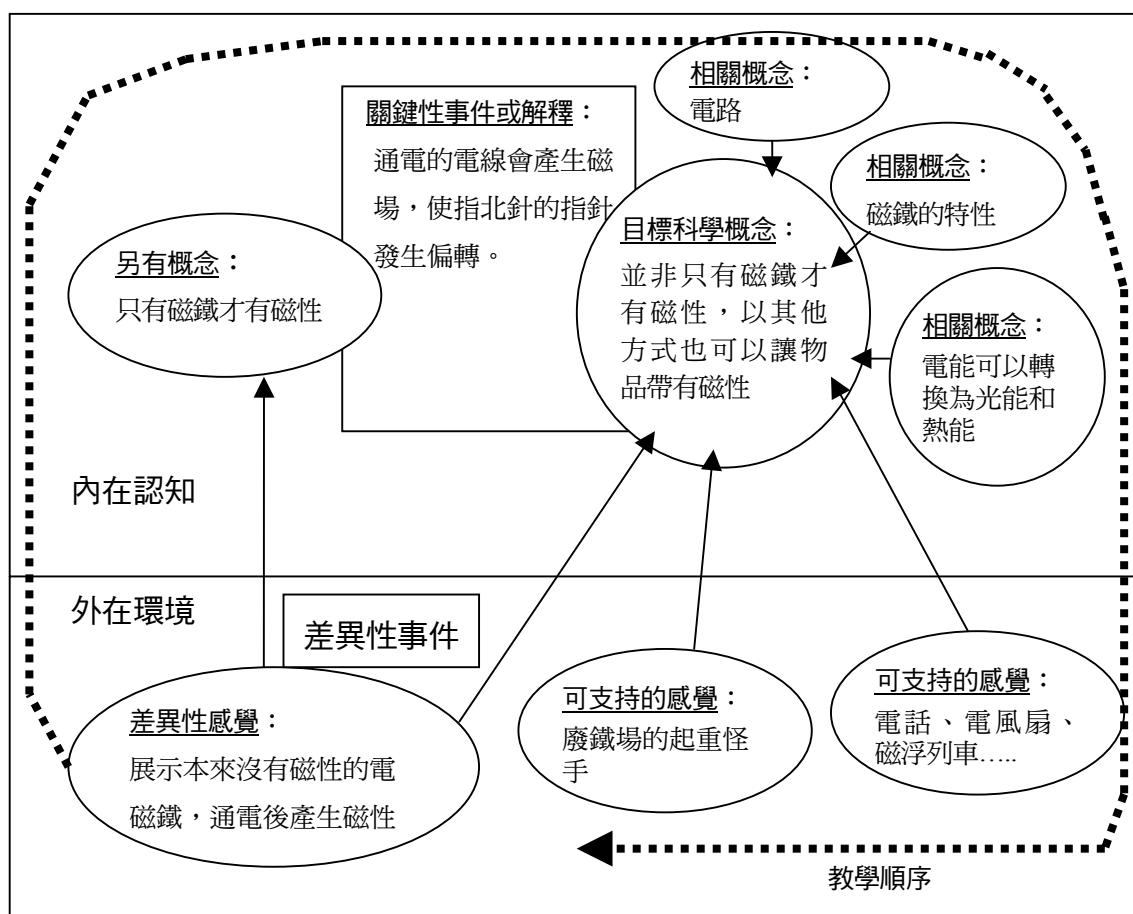 相關概念：
電路
關鍵性事件或解釋：
通電的電線會產生磁
場，使指北針的指針
發生偏轉。
相關概念：
磁鐵的特性
目標科學概念：
並非只有磁鐵才
有磁性，以其他
方式也可以讓物
品帶有磁性
另有概念：
只有磁鐵才有磁性
相關概念：
電能可以轉
換為光能和
熱能
內在認知
外在環境
差異性事件
差異性感覺：
展示本來沒有磁性的電
磁鐵，通電後產生磁性
可支持的感覺：
廢鐵場的起重怪
手
可支持的感覺：
電話、電風扇、
磁浮列車…..
教學順序